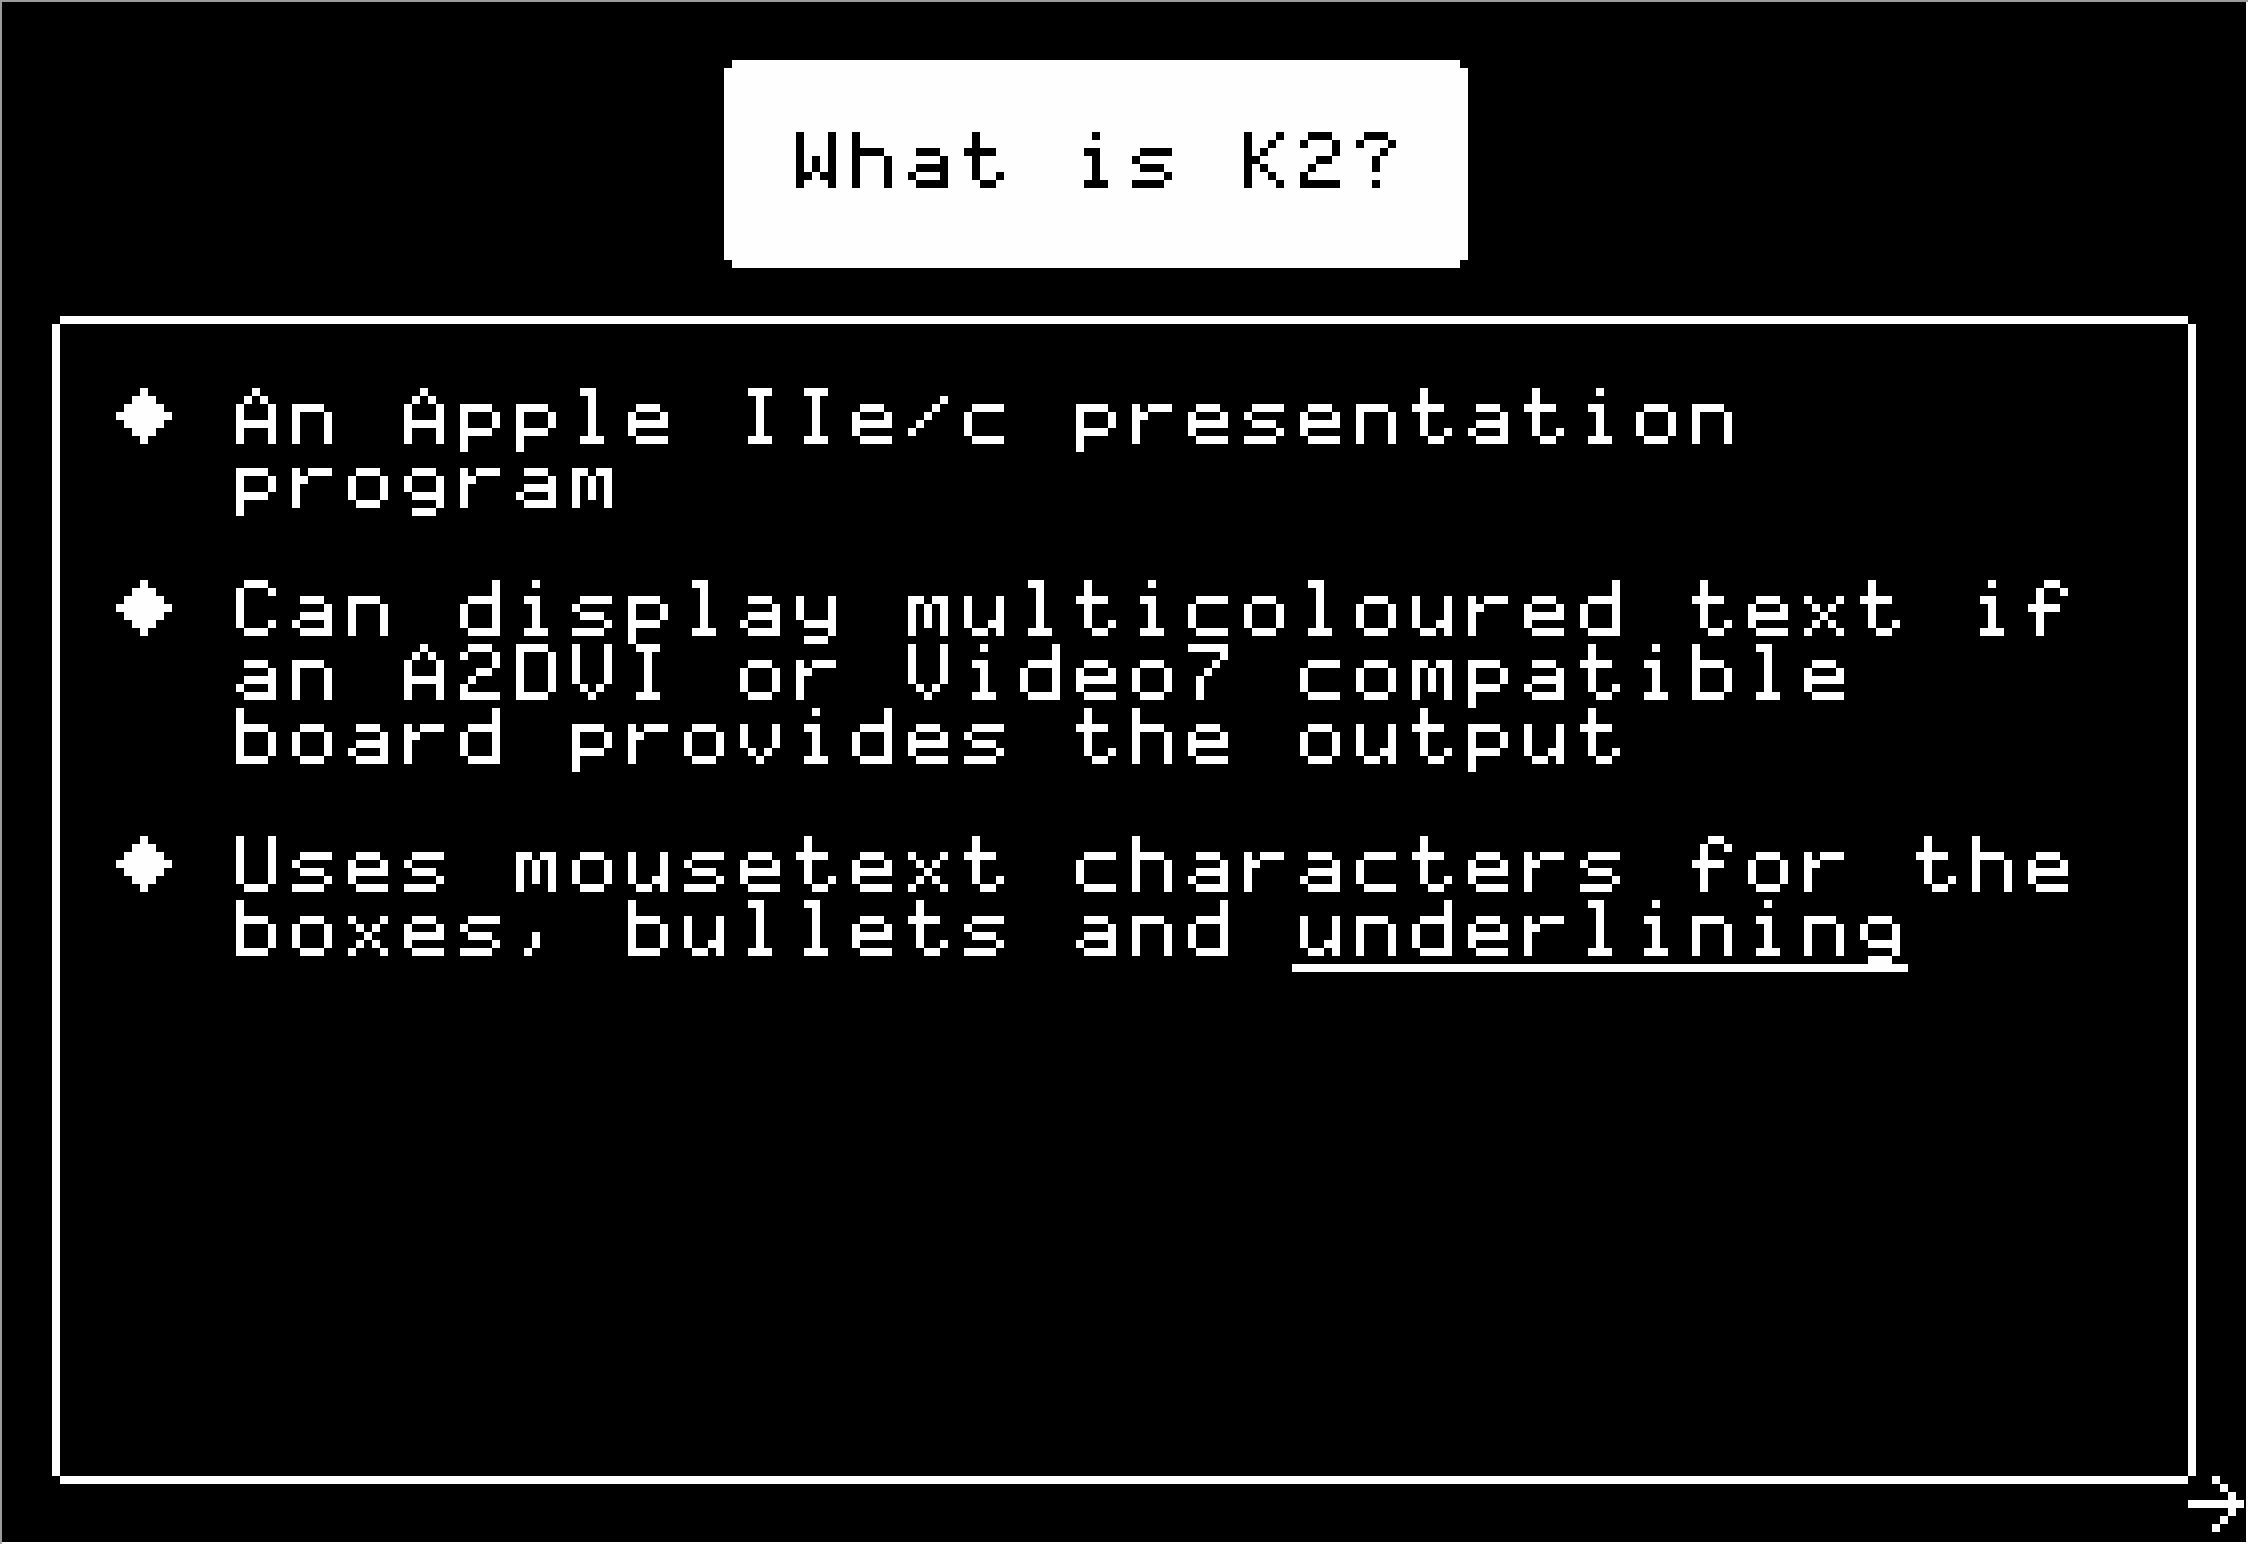 What is K2?
◆ An Apple IIe/c presentation
program
◆ Can display multicoloured text if
an A2DVI or Video7 compatible
board provides the output
◆ Uses mousetext characters for the
boxes, bullets and underlining
→